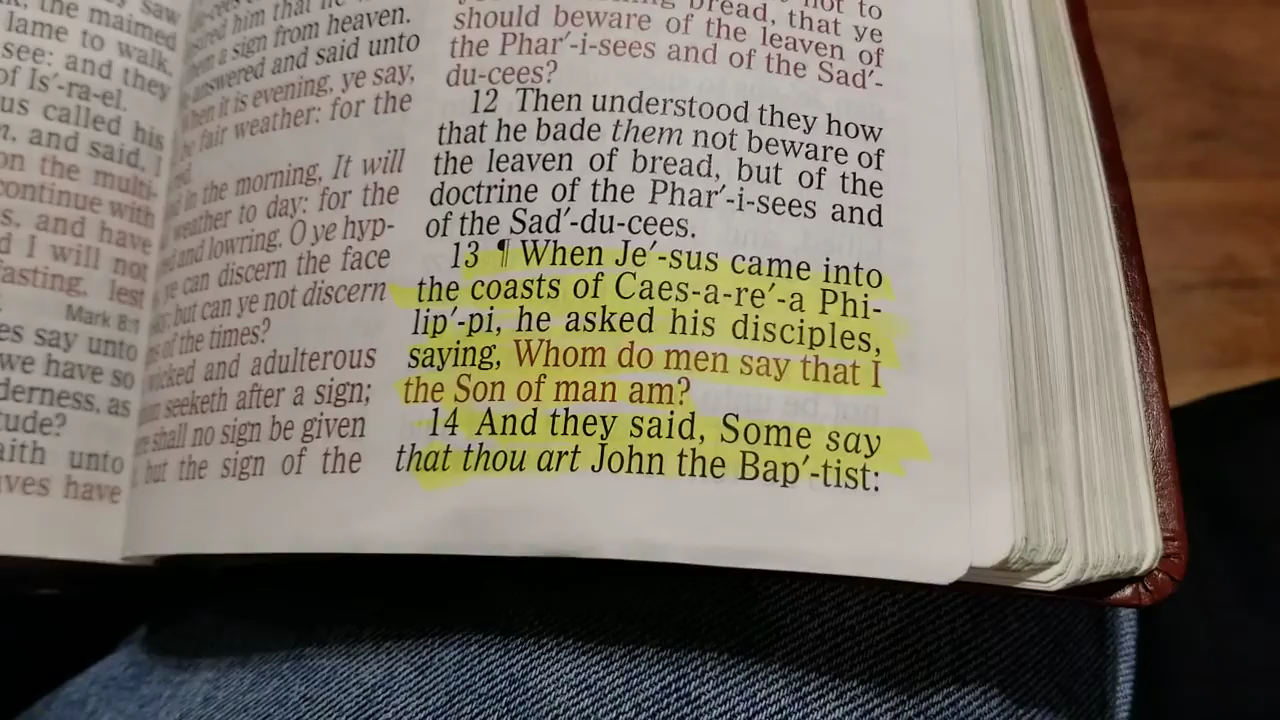 saw
the maimed
lame to walk,
see: and they
of Is′-ra-el.
us called his
and said, I
on the multi-
continue with
and have
I will not
fasting, lest
Mark 8:1
say unto
we have so
derness, as
tude?
aith unto
ves have
him that he
a sign from heaven.
answered and said unto
it is evening, ye say,
fair weather: for the
in the morning, It will
weather to day: for the
and lowring. O ye hyp-
ye can discern the face
but can ye not discern
of the times?
and adulterous
seeketh after a sign;
shall no sign be given
but the sign of the
bread, that ye
should beware of the leaven of
the Phar′-i-sees and of the Sad′-
du-cees?
12 Then understood they how
that he bade them not beware of
the leaven of bread, but of the
doctrine of the Phar′-i-sees and
of the Sad′-du-cees.
13 ¶ When Je′-sus came into
the coasts of Caes-a-re′-a Phi-
lip′-pi, he asked his disciples,
saying, Whom do men say that I
the Son of man am?
14 And they said, Some say
that thou art John the Bap′-tist: